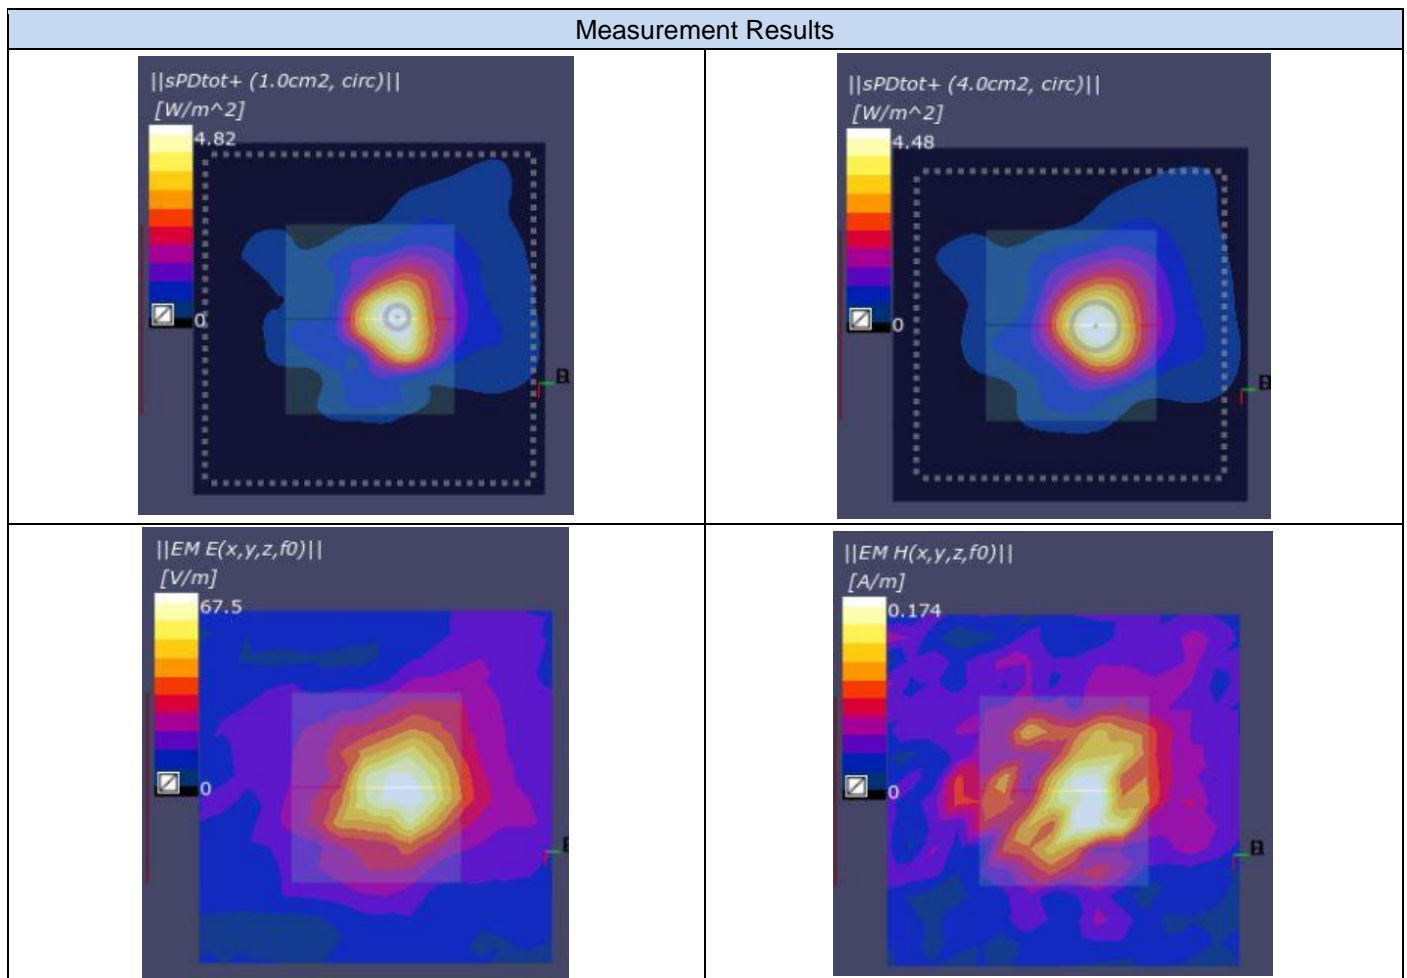 Measurement Results
||sPDtot+ (1.0cm2, circ)||
[W/m^2]
4.82
0
||sPDtot+ (4.0cm2, circ)||
[W/m^2]
4.48
0
||EM E(x,y,z,f0)||
[V/m]
67.5
0
||EM H(x,y,z,f0)||
[A/m]
0.174
0